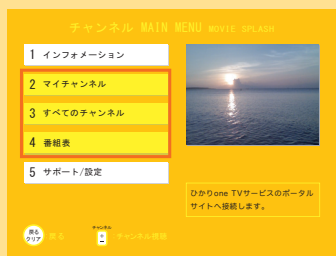 チャンネル MAIN MENU MOVIE SPLASH
1 インフォメーション
2 マイチャンネル
3 すべてのチャンネル
4 番組表
5 サポート/設定
ひかりone TVサービスのポータル
サイトへ接続します。
戻る
クリア
戻る
チャンネル
+
−
チャンネル視聴